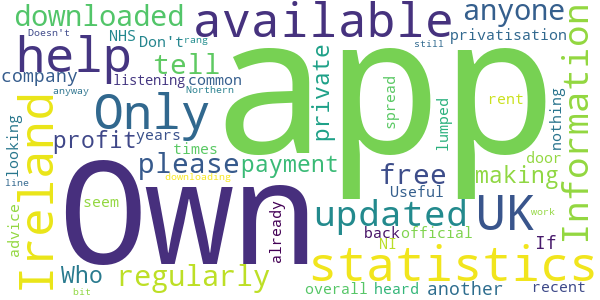 downloaded
available
anyone
NHS
Don't
rang
Doesn't
still
help
tell
privatisation
company
listening
common
anyway
Northern
Only
app
private
spread
rent
lumped
nothing
Information
looking
profit
years
times
line
please
payment
free
making
door
Ireland
Own
Useful
updated
UK
advice
seem
downloading
already
back
official
NI
If
work
Who
regularly
statistics
bit
overall
heard
another
recent